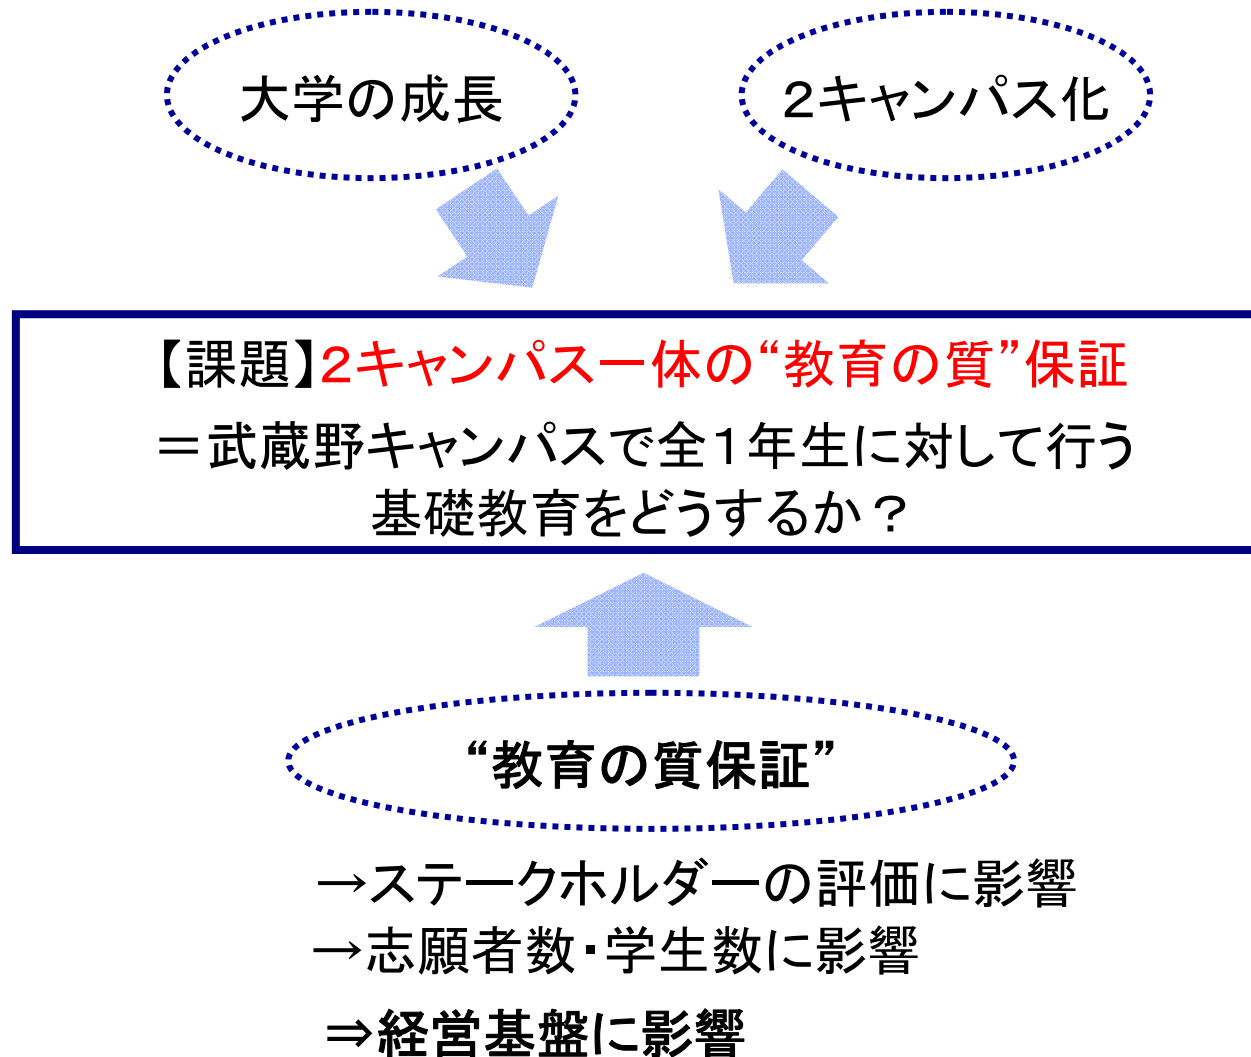 大学の成長
２キャンパス化
【課題】２キャンパス一体の“教育の質”保証
＝武蔵野キャンパスで全１年生に対して行う
基礎教育をどうするか？
“教育の質保証”
→ステークホルダーの評価に影響
→志願者数・学生数に影響
⇒経営基盤に影響